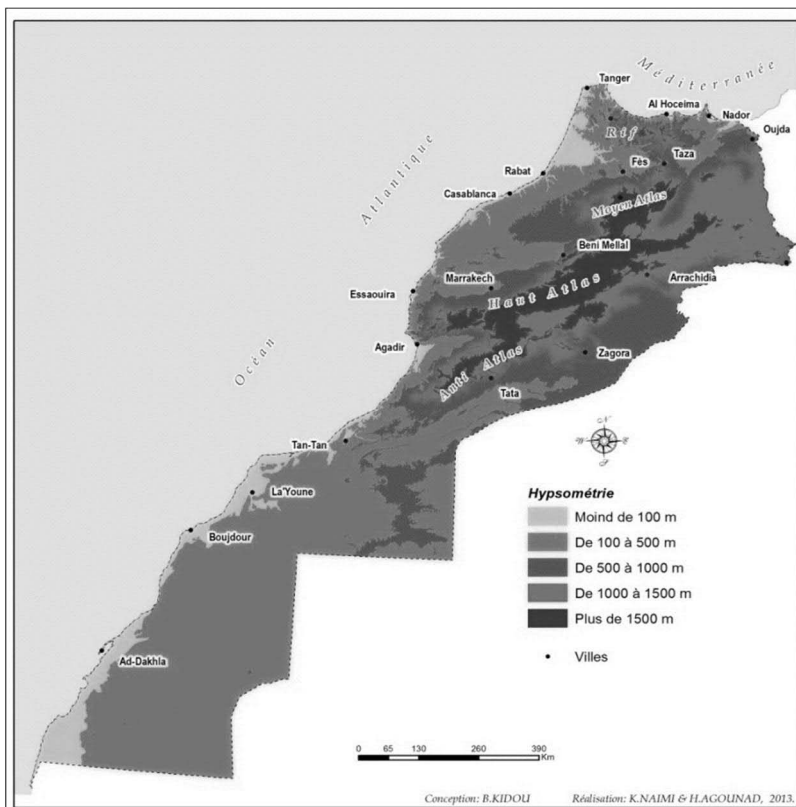 Méditerranée
Tanger
Al Hoceima
Nador
Rif
Oujda
Atlantique
Taza
Fès
Rabat
Casablanca
Moyen Atlas
Beni Mellal
Marrakech
Arrachidia
Essaouira
Haut Atlas
Agadir
Océan
Zagora
Anti Atlas
Tata
Tan-Tan
La'Youne
Hypsométrie
Moind de 100 m
De 100 à 500 m
Boujdour
De 500 à 1000 m
De 1000 à 1500 m
Plus de 1500 m
Villes
Ad-Dakhla
0 65 130 260 390
Km
Conception: B.KIDOU Réalisation: K.NAIMI & H.AGOUNAD, 2013-